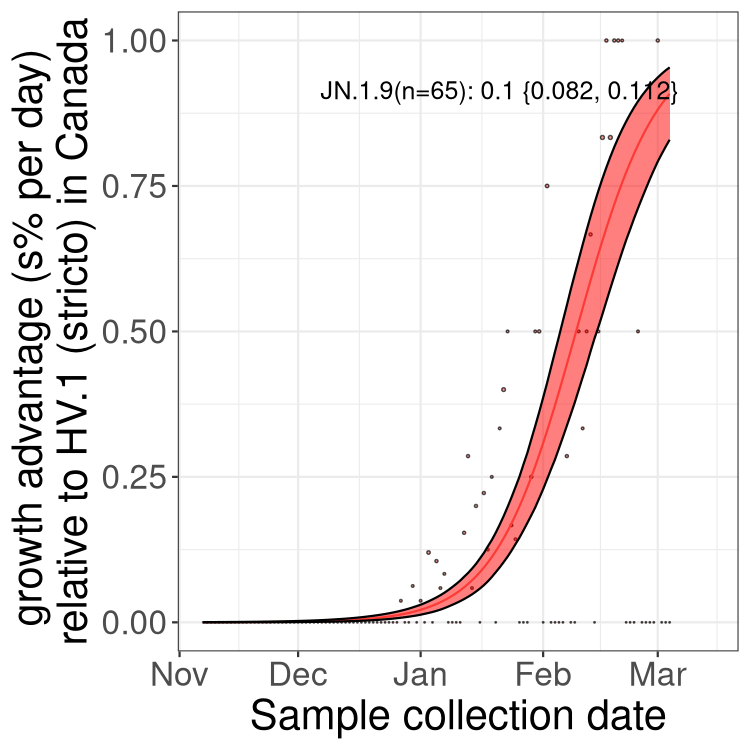 growth advantage (s% per day)
relative to HV.1 (stricto) in Canada
1.00
0.75
0.50
0.25
0.00
JN.1.9(n=65): 0.1 {0.082, 0.112}
Nov Dec Jan Feb Mar
Sample collection date